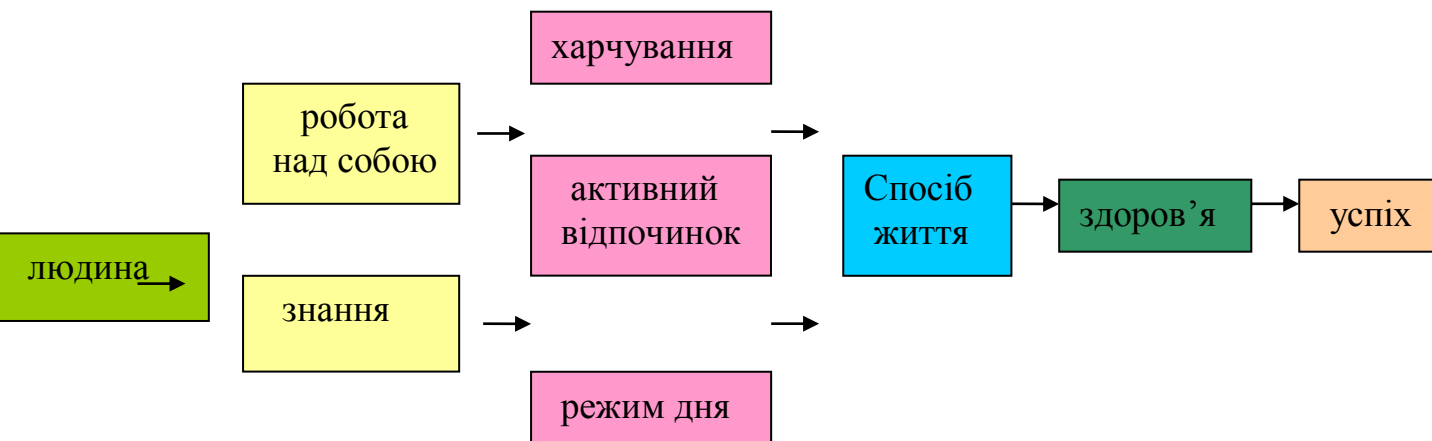 людина
робота
над собою
знання
харчування
активний
відпочинок
режим дня
Спосіб
життя
здоров’я
успіх